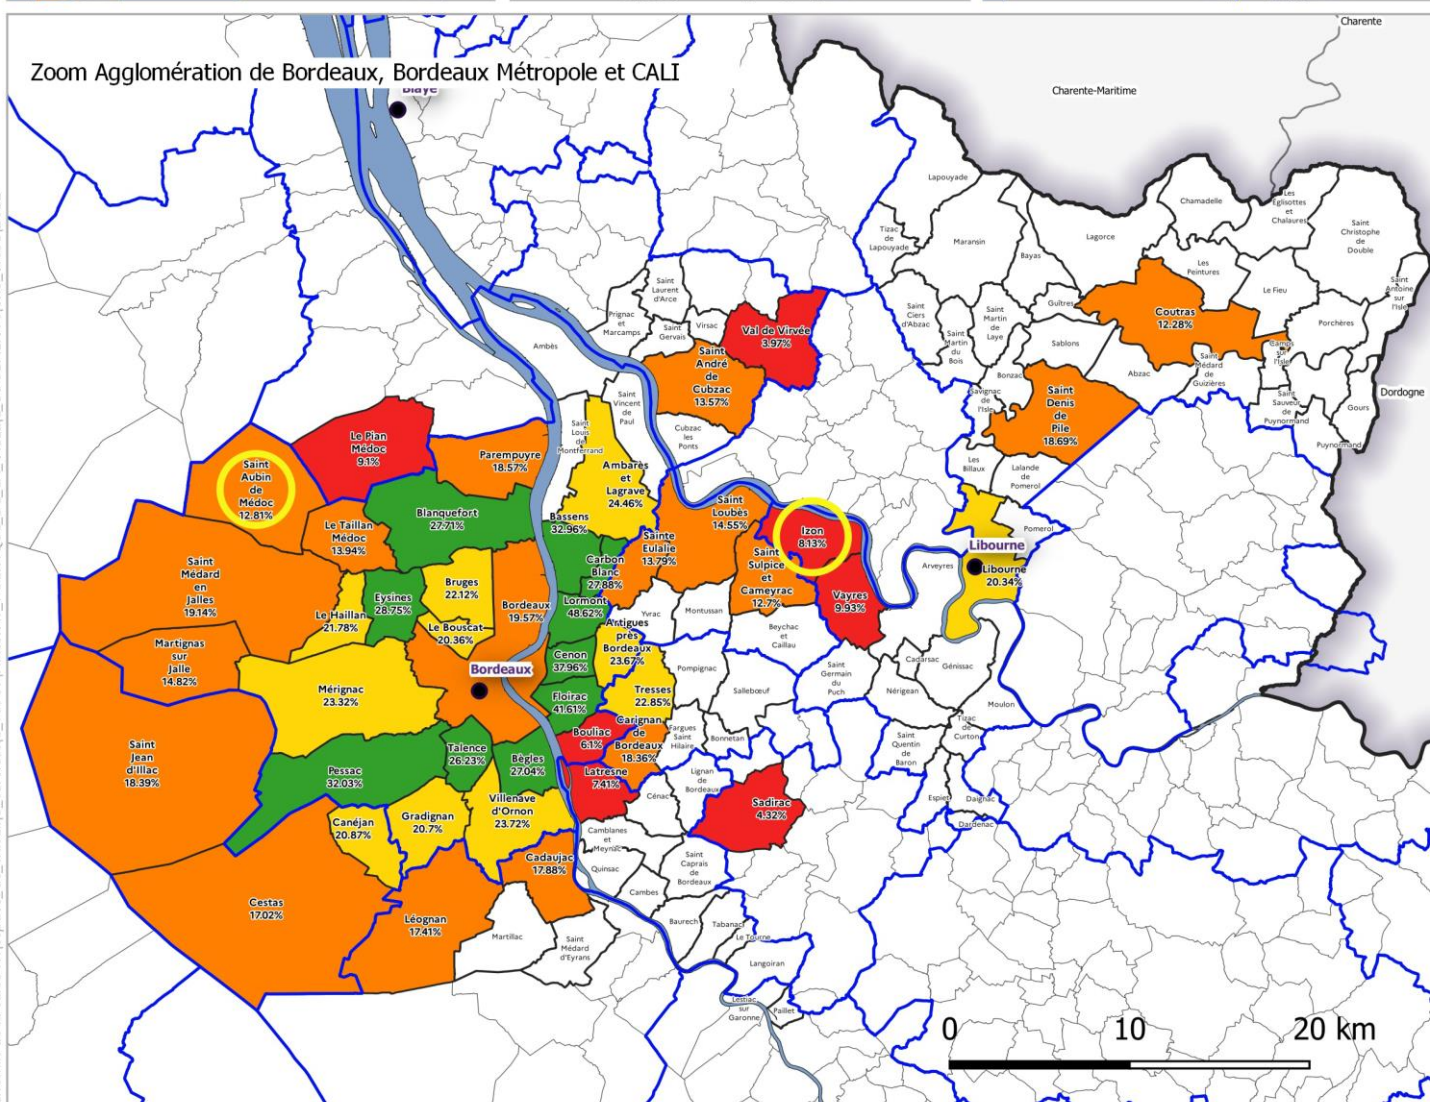 Zoom Agglomération de Bordeaux, Bordeaux Métropole et CALI
Blaye
Charente
Charente-Maritime
Dordogne
Lapouyade
Chamadelle
Les
Eglisottes
et
Chalaures
Saint
Christophe
de
Double
Tizac
de
Lapouyade
Maransin
Bayas
Lagorce
Les
Peintures
Le Fieu
Saint
Antoine
sur
l'Isle
Saint
Laurent
d'Arce
Prignac
et
Marcamps
Saint
Gervais
Virsac
Val de Virvée
3.97%
Saint
Ciers
d'Abzac
Saint
Martin
du
Bois
Saint
Martin
de
Laye
Guîtres
Coutras
12.28%
Porchères
Ambès
Saint
André
de
Cubzac
13.57%
Sablons
Camps
sur
l'Isle
Bonzac
Abzac
Saint
Médard
de
Guizières
Savignac
de
l'Isle
Saint
Denis
de
Pile
18.69%
Saint
Sauveur
de
Puynormand
Gours
Puynormand
Saint
Vincent
de
Paul
Cubzac
les
Ponts
Saint
Louis
de
Montferrand
Le Pian
Médoc
9.1%
Parempuyre
18.57%
Saint
Aubin
de
Médoc
12.81%
Ambarès
et
Lagrave
24.46%
Les
Billaux
Lalande
de
Pomerol
Blanquefort
27.71%
Bassens
32.96%
Saint
Loubès
14.55%
Izon
8.13%
Pomerol
Le Taillan
Médoc
13.94%
Sainte
Eulalie
13.79%
Saint
Sulpice
et
Cameyrac
12.7%
Libourne
Libourne
20.34%
Arveyres
Saint
Médard
en
Jalles
19.14%
Carbon
Blanc
27.88%
Bruges
22.12%
Eysines
28.75%
Le Haillan
21.78%
Bordeaux
19.57%
Lormont
48.62%
Vayres
9.93%
Le Bouscat
20.36%
Yvrac
Montussan
Beychac
et
Caillau
Artigues
près
Bordeaux
23.67%
Martignas
sur
Jalle
14.82%
Cenon
37.96%
Bordeaux
Pompignac
Saint
Germain
du
Puch
Cadarsac
Génissac
Mérignac
23.32%
Floirac
41.61%
Tresses
22.85%
Sallebœuf
Nérigean
Moulon
Bouliac
6.1%
Carignan
de
Bordeaux
18.36%
Fargues
Saint
Hilaire
Bonnetan
Tizac
de
Curton
Saint
Quentin
de
Baron
Saint
Jean
d'Illac
18.39%
Pessac
32.03%
Talence
26.23%
Bègles
27.04%
Latresne
7.41%
Lignan
de
Bordeaux
Cénac
Sadirac
4.32%
Espiet
Daignac
Dardenac
Villenave
d'Ornon
23.72%
Canéjan
20.87%
Gradignan
20.7%
Camblanes
et
Meynac
Cadaujac
17.88%
Quinsac
Saint
Caprais
de
Bordeaux
Cambes
Cestas
17.02%
Léognan
17.41%
Martillac
Saint
Médard
d'Eyrans
Baurech
Tabanac
Le Tourne
Langoiran
Lestiac
sur
Garonne
Paillet
0 10 20 km